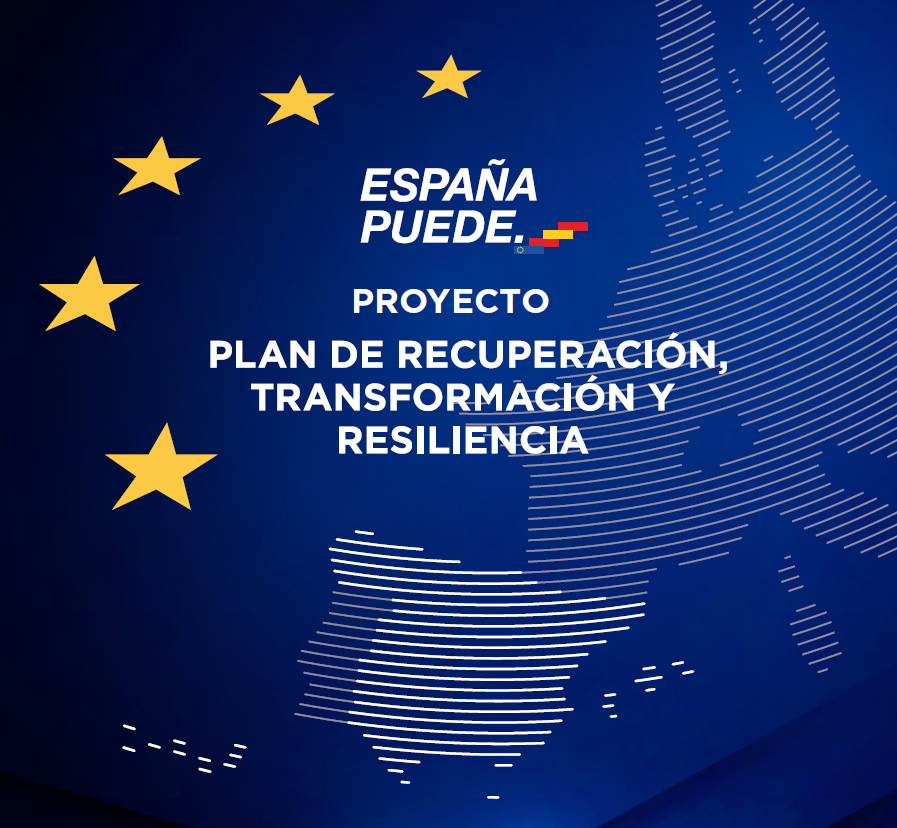 ESPAÑA
PUEDE.
PROYECTO
PLAN DE RECUPERACIÓN,
TRANSFORMACIÓN Y
RESILIENCIA